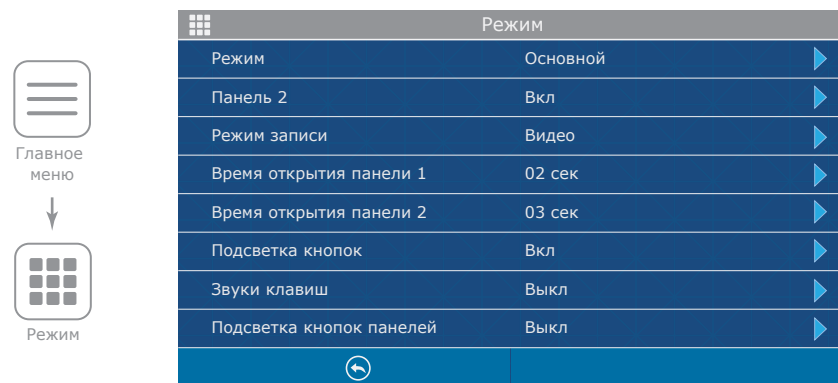 Главное
меню
Режим
Режим
Режим Основной
Панель 2 Вкл
Режим записи Видео
Время открытия панели 1 02 сек
Время открытия панели 2 03 сек
Подсветка кнопок Вкл
Звуки клавиш Выкл
Подсветка кнопок панелей Выкл